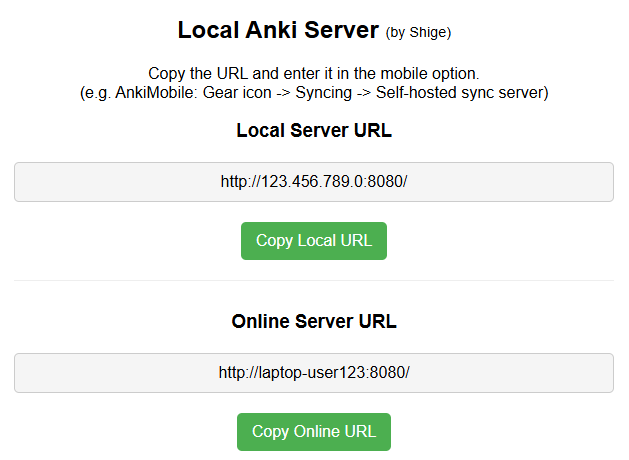 Local Anki Server (by Shige)
Copy the URL and enter it in the mobile option.
(e.g. AnkiMobile: Gear icon -> Syncing -> Self-hosted sync server)
Local Server URL
http://123.456.789.0:8080/
Copy Local URL
Online Server URL
http://laptop-user123:8080/
Copy Online URL